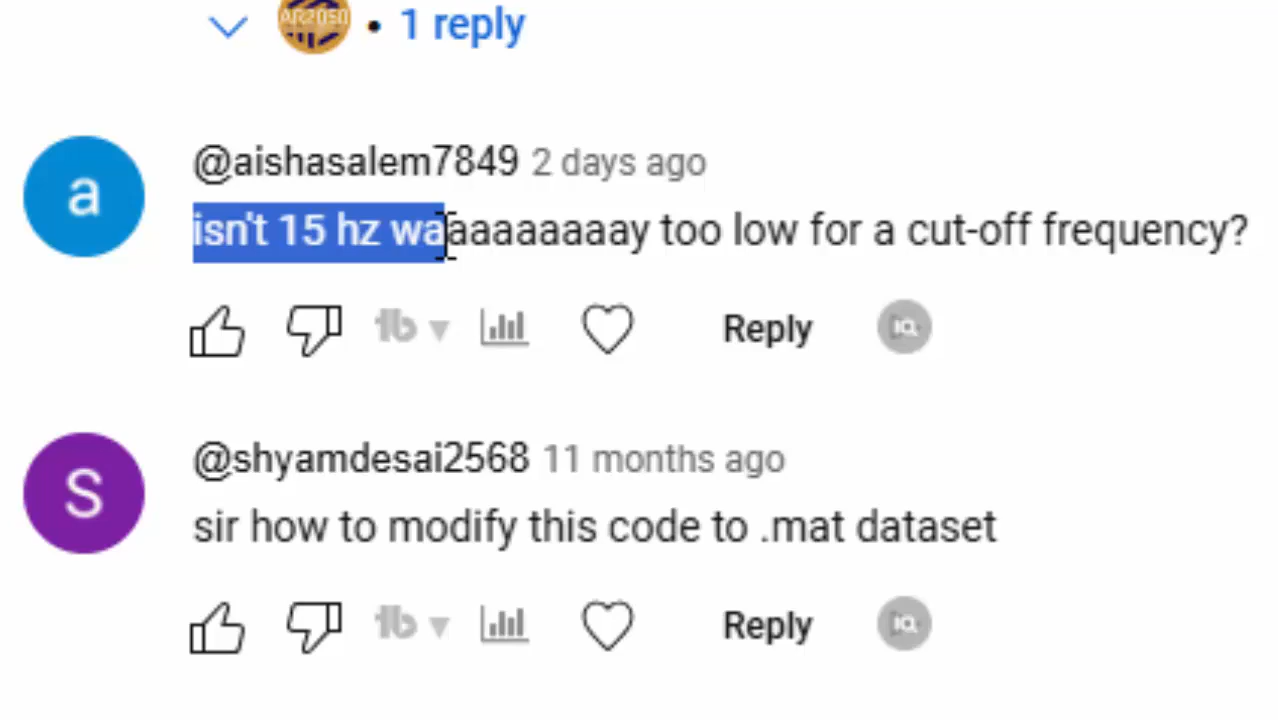 AR2050 • 1 reply
a
@aishasalem7849 2 days ago
isn't 15 hz waaaaaaaaay too low for a cut-off frequency?
Reply
S
@shyamdesai2568 11 months ago
sir how to modify this code to .mat dataset
Reply